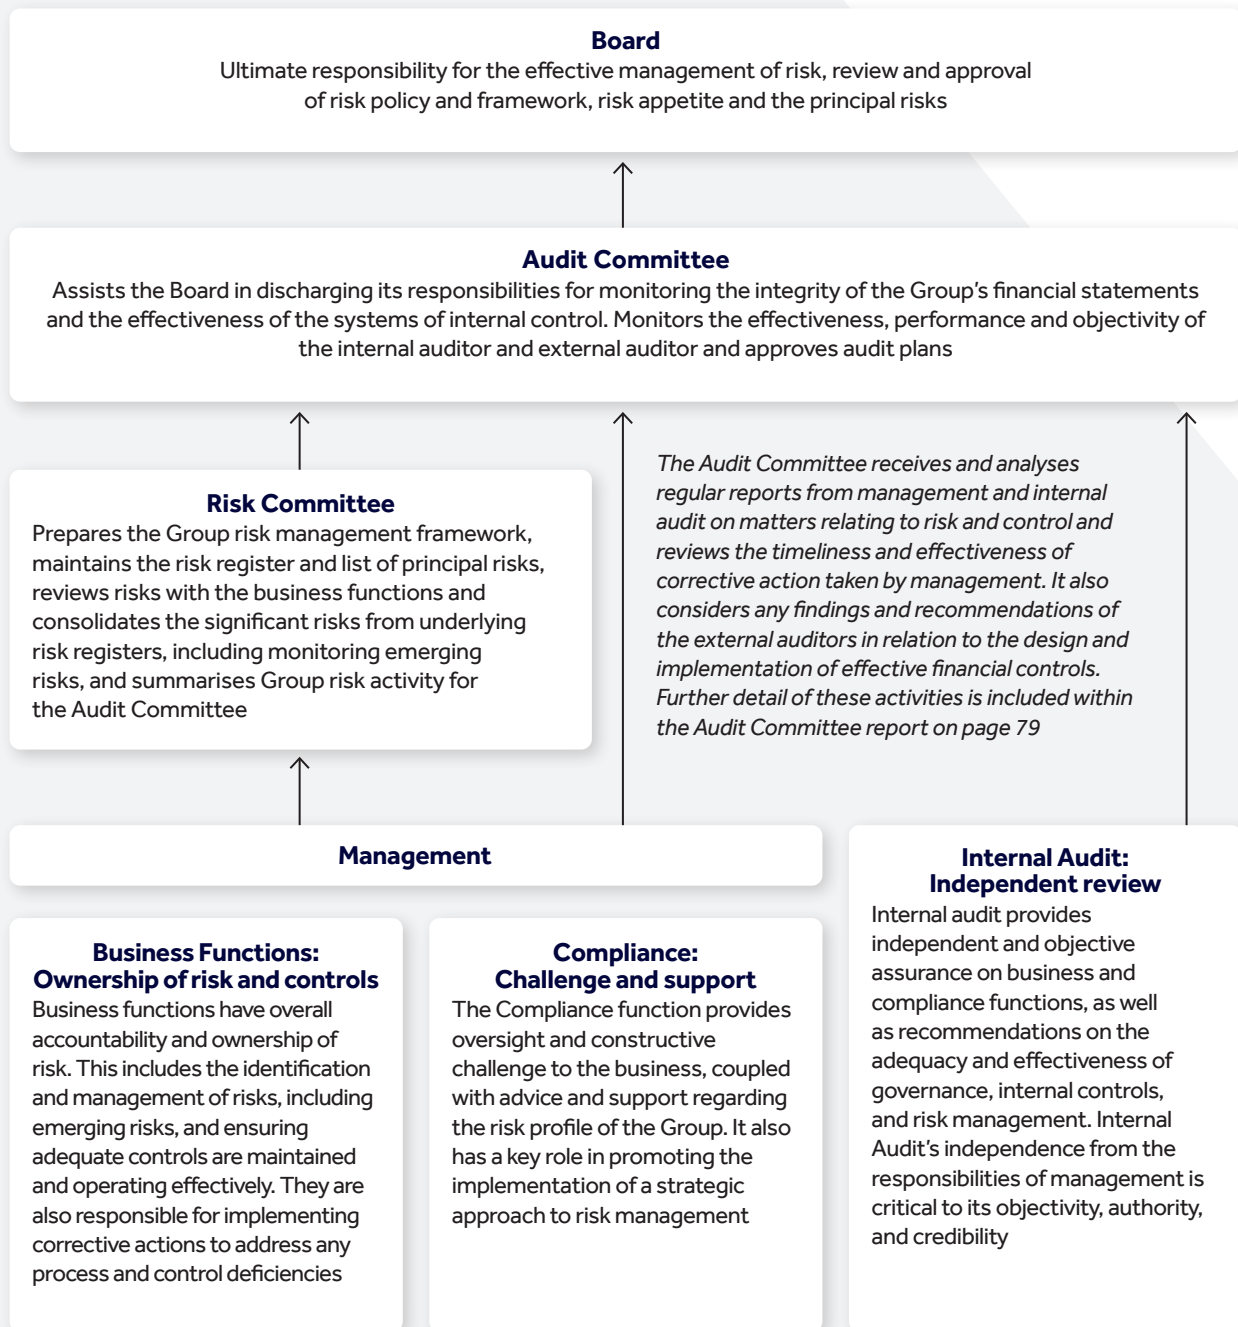 Board
Ultimate responsibility for the effective management of risk, review and approval
of risk policy and framework, risk appetite and the principal risks
Audit Committee
Assists the Board in discharging its responsibilities for monitoring the integrity of the Group's financial statements
and the effectiveness of the systems of internal control. Monitors the effectiveness, performance and objectivity of
the internal auditor and external auditor and approves audit plans
Risk Committee
Prepares the Group risk management framework,
maintains the risk register and list of principal risks,
reviews risks with the business functions and
consolidates the significant risks from underlying
risk registers, including monitoring emerging
risks, and summarises Group risk activity for
the Audit Committee
The Audit Committee receives and analyses
regular reports from management and internal
audit on matters relating to risk and control and
reviews the timeliness and effectiveness of
corrective action taken by management. It also
considers any findings and recommendations of
the external auditors in relation to the design and
implementation of effective financial controls.
Further detail of these activities is included within
the Audit Committee report on page 79
Management
Business Functions:
Ownership of risk and controls
Business functions have overall
accountability and ownership of
risk. This includes the identification
and management of risks, including
emerging risks, and ensuring
adequate controls are maintained
and operating effectively. They are
also responsible for implementing
corrective actions to address any
process and control deficiencies
Compliance:
Challenge and support
The Compliance function provides
oversight and constructive
challenge to the business, coupled
with advice and support regarding
the risk profile of the Group. It also
has a key role in promoting the
implementation of a strategic
approach to risk management
Internal Audit:
Independent review
Internal audit provides
independent and objective
assurance on business and
compliance functions, as well
as recommendations on the
adequacy and effectiveness of
governance, internal controls,
and risk management. Internal
Audit's independence from the
responsibilities of management is
critical to its objectivity, authority,
and credibility